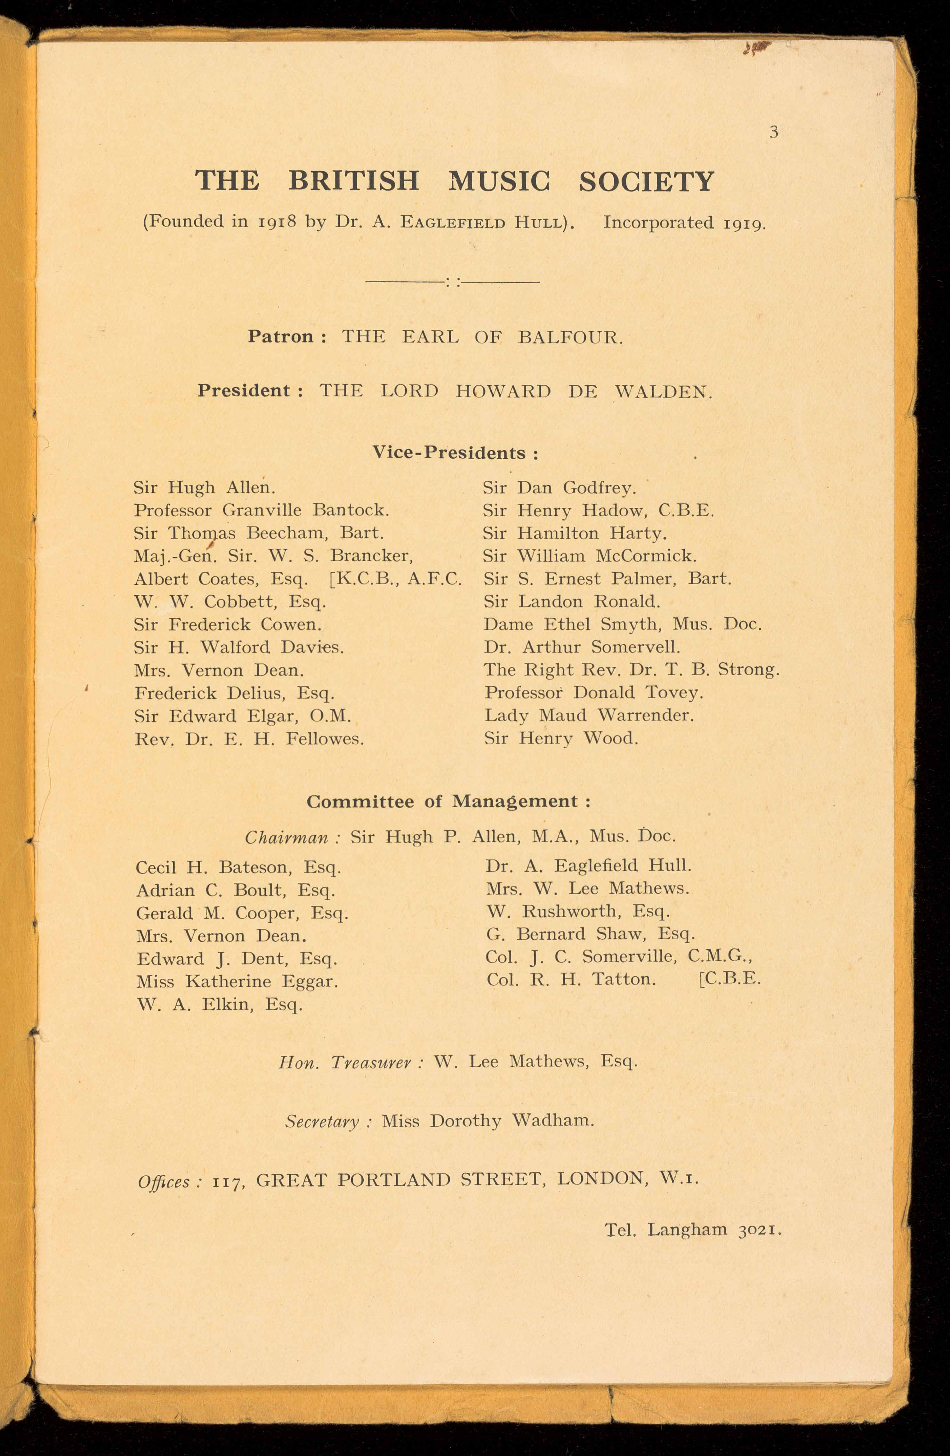 3
THE BRITISH MUSIC SOCIETY
(Founded in 1918 by Dr. A. EAGLEFIELD HULL). Incorporated 1919.
Patron : THE EARL OF BALFOUR.
President : THE LORD HOWARD DE WALDEN.
Vice-Presidents :
Sir Hugh Allen.
Professor Granville Bantock.
Sir Thomas Beecham, Bart.
Maj.-Gen. Sir. W. S. Brancker,
Albert Coates, Esq. [K.C.B., A.F.C.
W. W. Cobbett, Esq.
Sir Frederick Cowen.
Sir H. Walford Davies.
Mrs. Vernon Dean.
Frederick Delius, Esq.
Sir Edward Elgar, O.M.
Rev. Dr. E. H. Fellowes.
Sir Dan Godfrey.
Sir Henry Hadow, C.B.E.
Sir Hamilton Harty.
Sir William McCormick.
Sir S. Ernest Palmer, Bart.
Sir Landon Ronald.
Dame Ethel Smyth, Mus. Doc.
Dr. Arthur Somervell.
The Right Rev. Dr. T. B. Strong.
Professor Donald Tovey.
Lady Maud Warrender.
Sir Henry Wood.
Committee of Management :
Chairman : Sir Hugh P. Allen, M.A., Mus. Doc.
Cecil H. Bateson, Esq.
Adrian C. Boult, Esq.
Gerald M. Cooper, Esq.
Mrs. Vernon Dean.
Edward J. Dent, Esq.
Miss Katherine Eggar.
W. A. Elkin, Esq.
Dr. A. Eaglefield Hull.
Mrs. W. Lee Mathews.
W. Rushworth, Esq.
G. Bernard Shaw, Esq.
Col. J. C. Somerville, C.M.G.,
Col. R. H. Tatton. [C.B.E.
Hon. Treasurer : W. Lee Mathews, Esq.
Secretary : Miss Dorothy Wadham.
Offices : 117, GREAT PORTLAND STREET, LONDON, W.1.
Tel. Langham 3021.